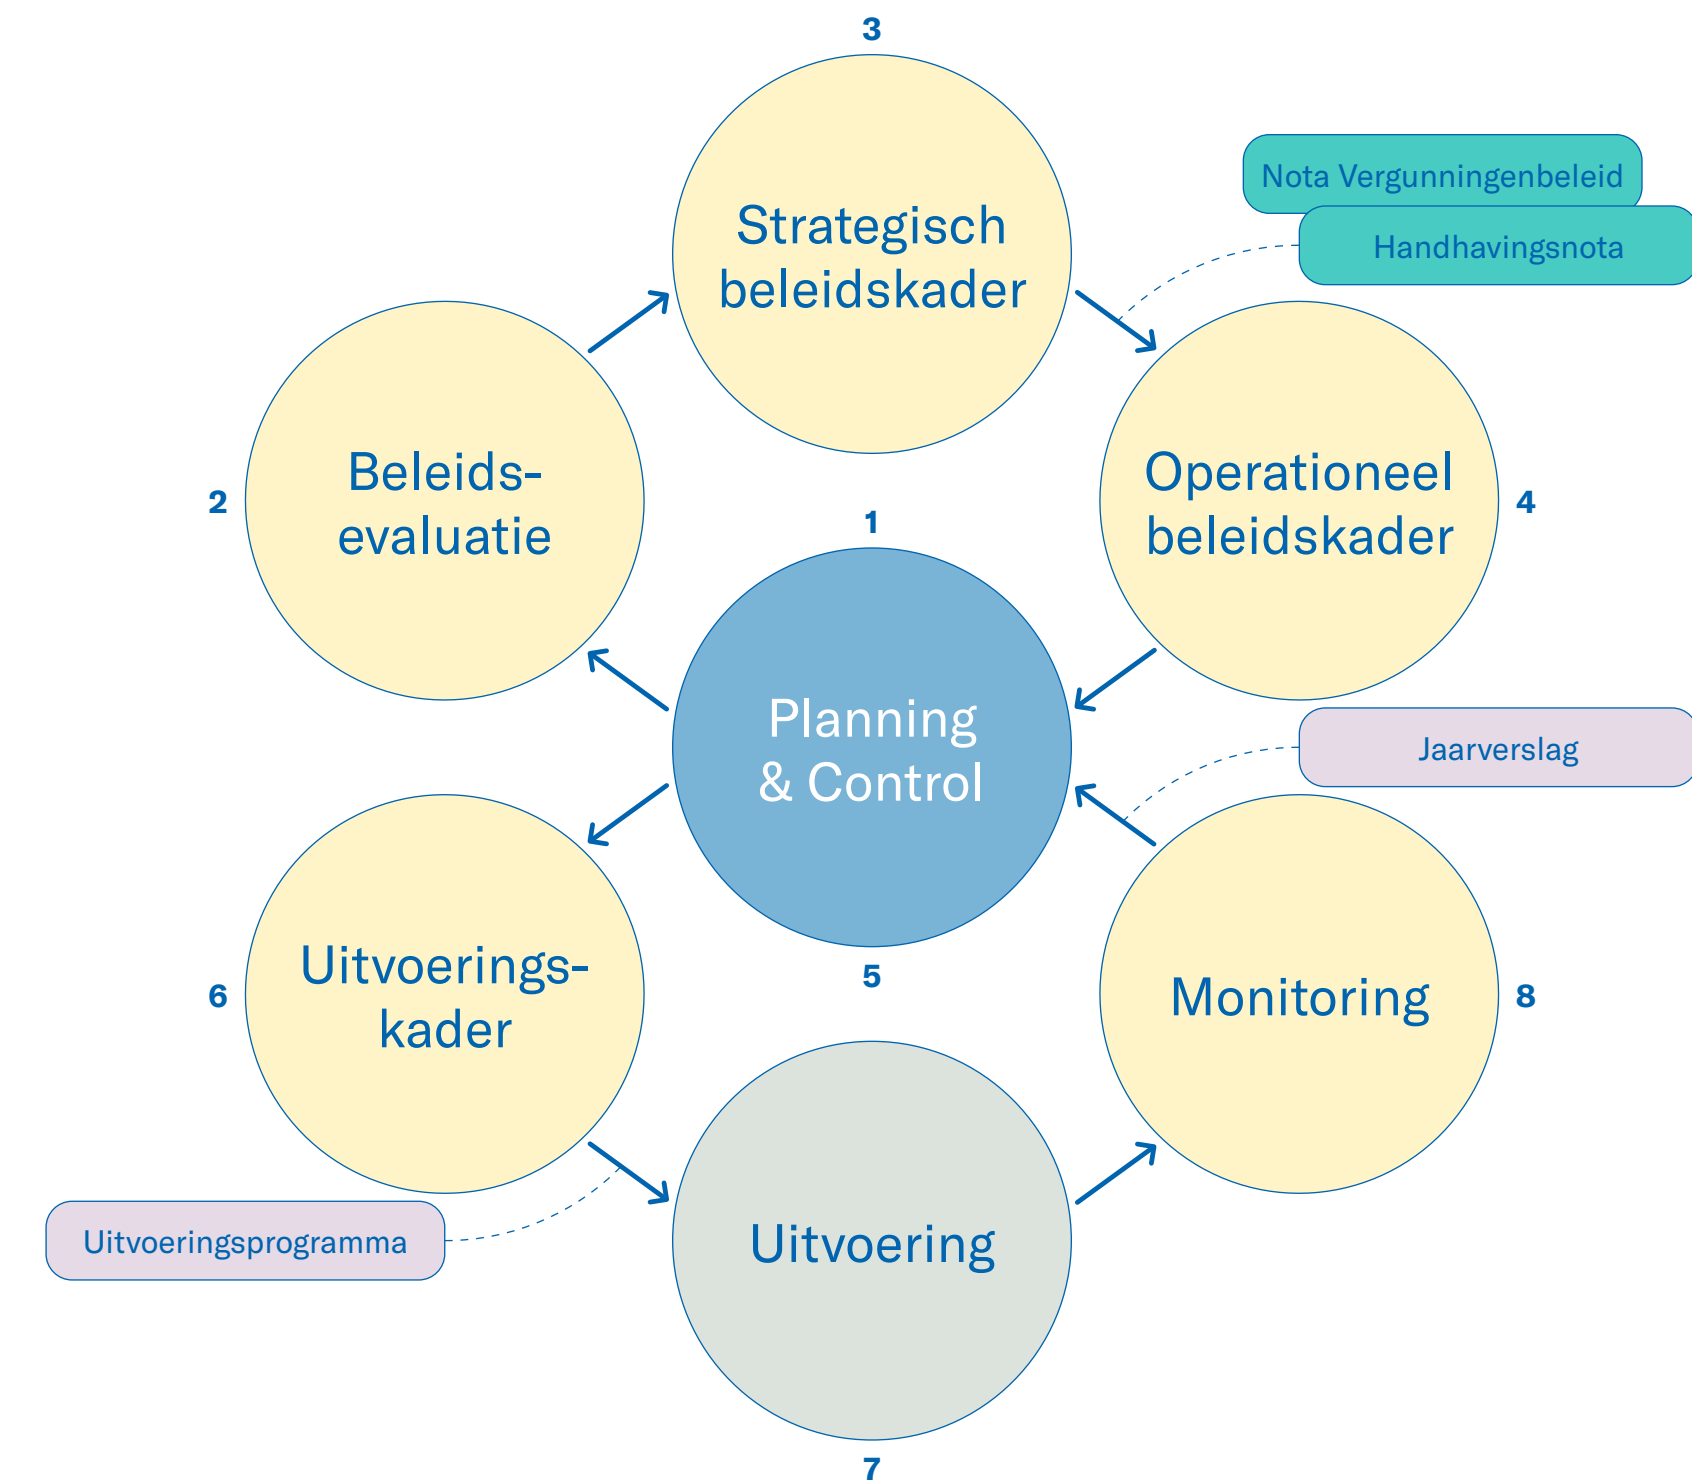 3
Strategisch
beleidskader
Nota Vergunningenbeleid
Handhavingsnota
2
Beleids-
evaluatie
Operationeel
beleidskader
4
1
Planning
& Control
5
Jaarverslag
6
Uitvoerings-
kader
Monitoring
8
Uitvoeringsprogramma
Uitvoering
7